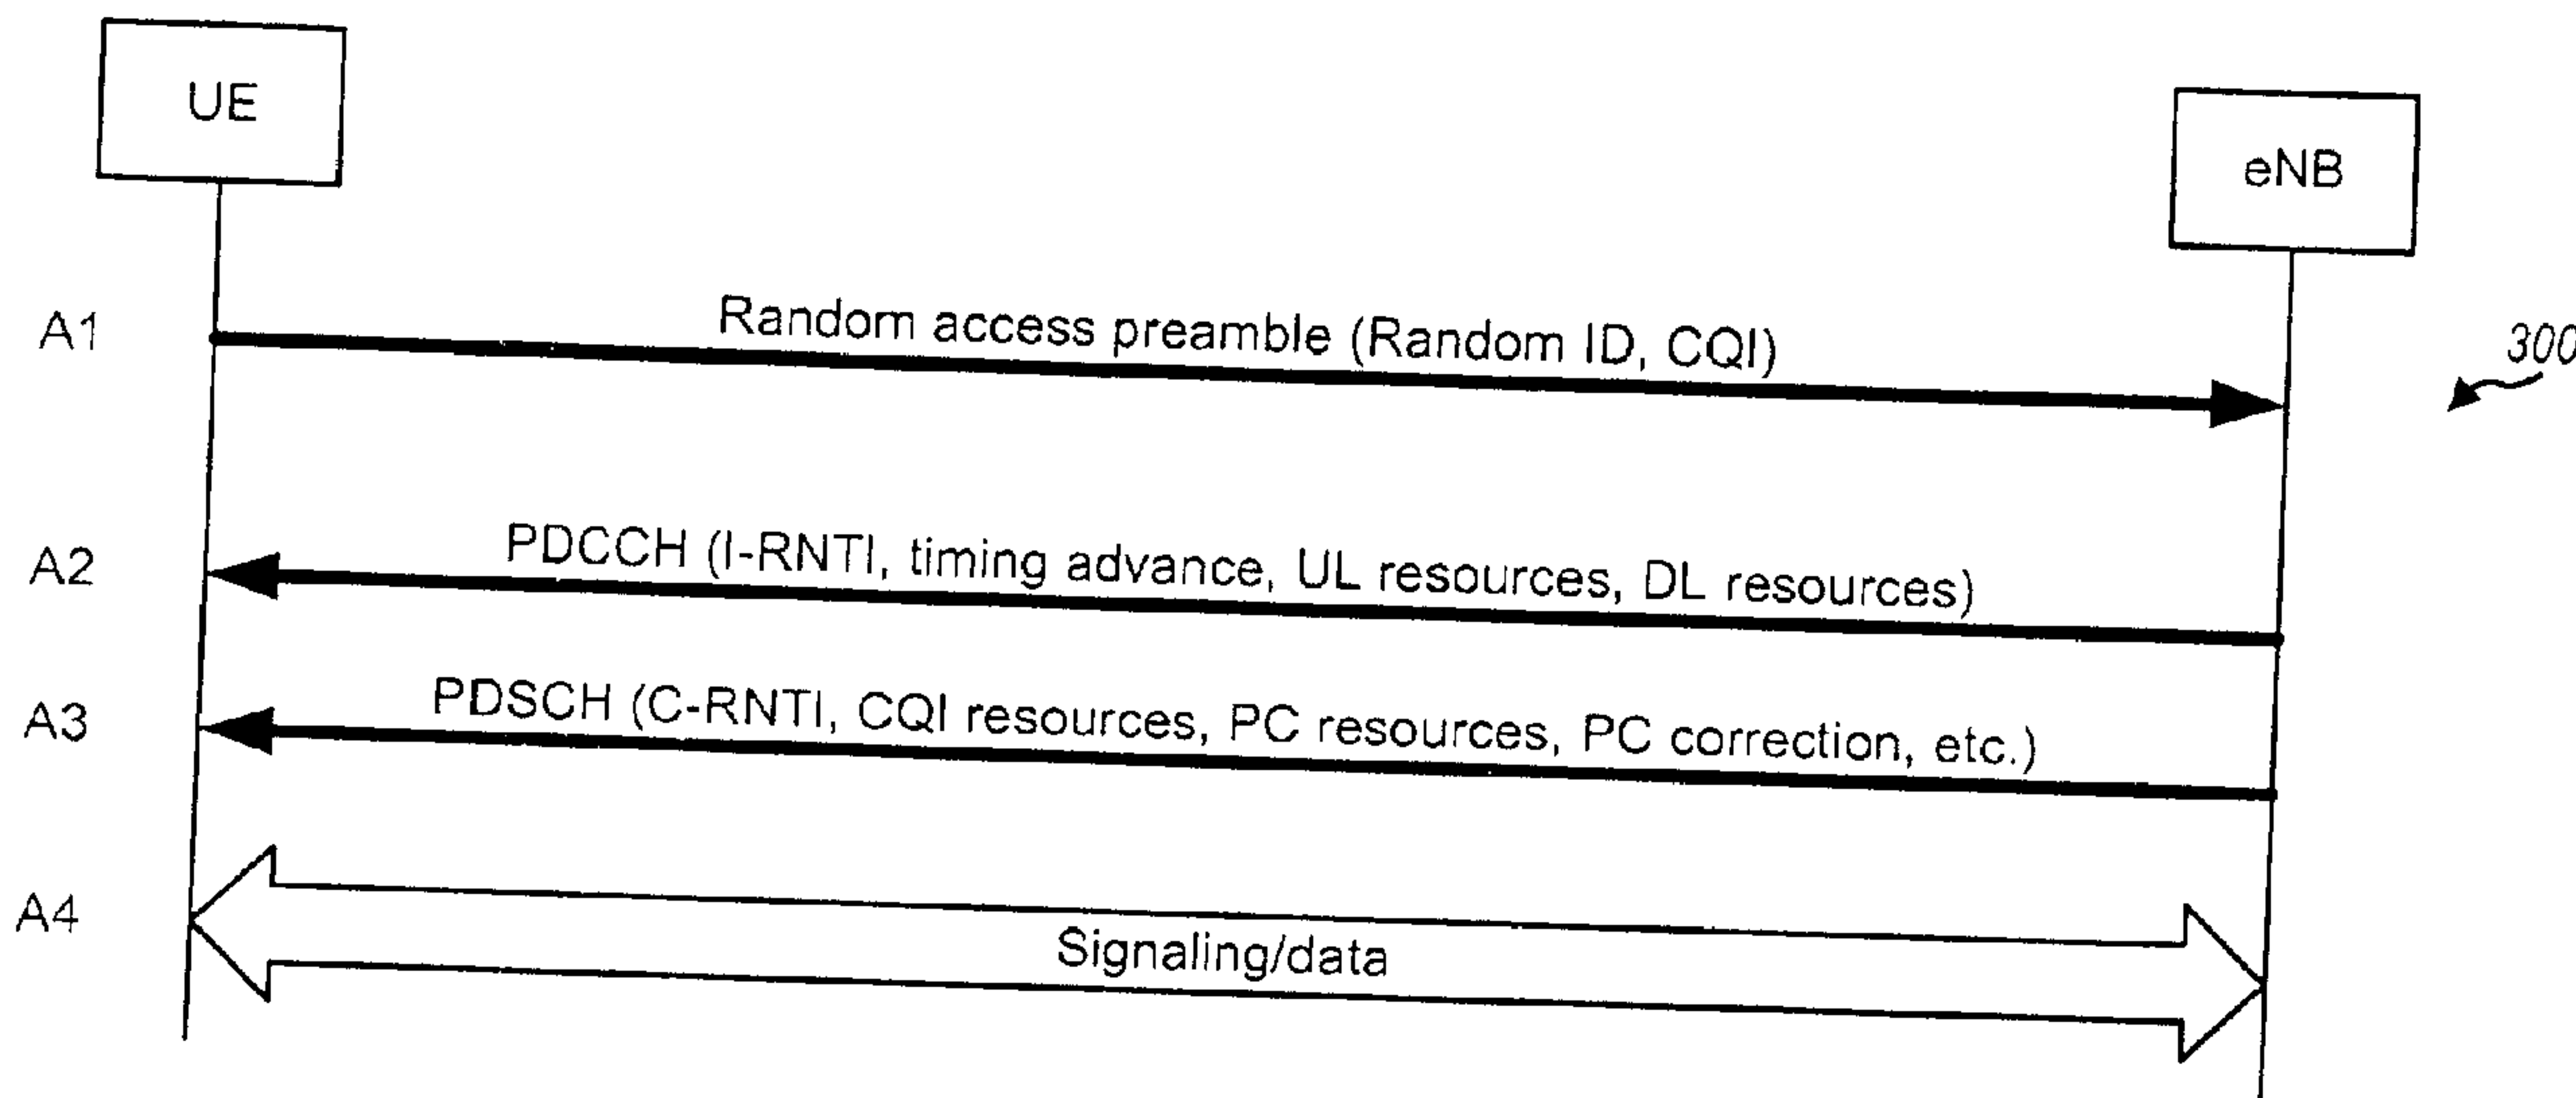 UE
eNB
A1
Random access preamble (Random ID, CQI)
300
A2
PDCCH (I-RNTI, timing advance, UL resources, DL resources)
A3
PDSCH (C-RNTI, CQI resources, PC resources, PC correction, etc.)
A4
Signaling/data